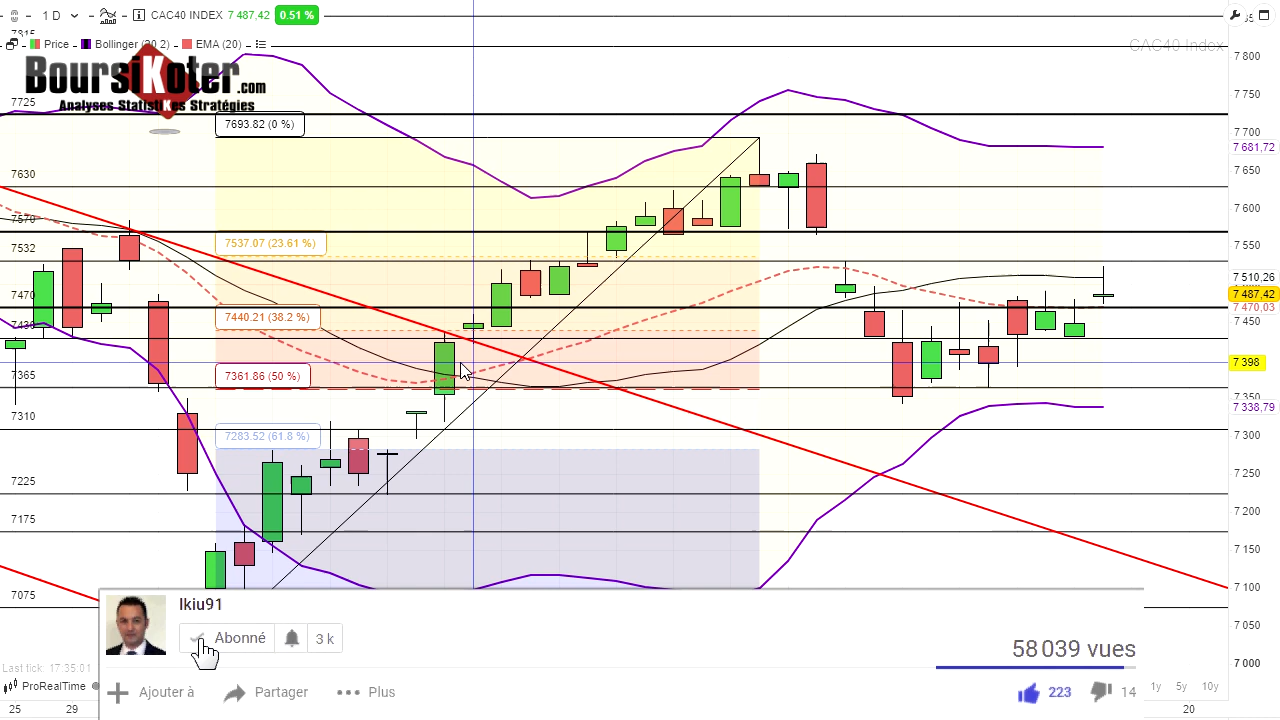 1 D
CAC40 INDEX 7 487,42 0.51 %
Price Bollinger (20 2) EMA (20)
CAC40 Index
BoursiKoter.com
Analyses StatistiKes Stratégies
7725
7630
7570
7532
7470
7430
7365
7310
7225
7175
7075
7693.82 (0 %)
7537.07 (23.61 %)
7440.21 (38.2 %)
7361.86 (50 %)
7283.52 (61.8 %)
7 800
7 750
7 700
7 681,72
7 650
7 600
7 550
7 510,26
7 487,42
7 470,03
7 450
7 398
7 350
7 338,79
7 300
7 250
7 200
7 150
7 100
7 050
7 000
Last tick: 17:35:01
ProRealTime
25 29 20
1y 5y 10y
Ikiu91
Abonné 3 k
58 039 vues
Ajouter à Partager Plus
223 14